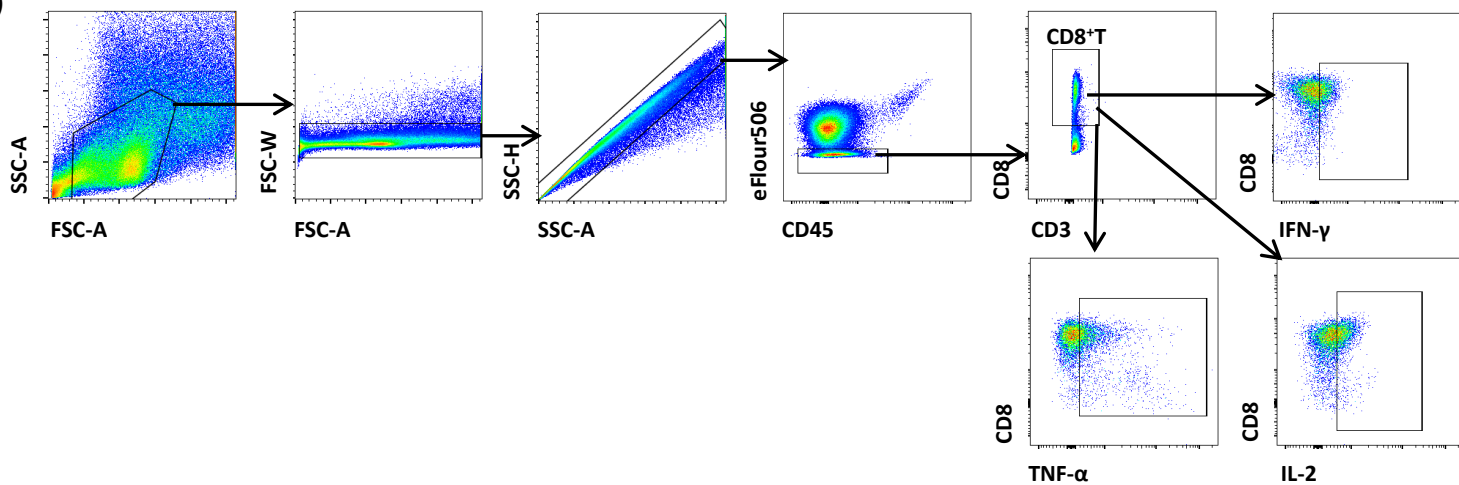 SSC-A
FSC-A
FSC-W
FSC-A
SSC-H
SSC-A
eFlour506
CD45
CD8
CD3
CD8⁺T
CD8
IFN-γ
CD8
TNF-α
CD8
IL-2